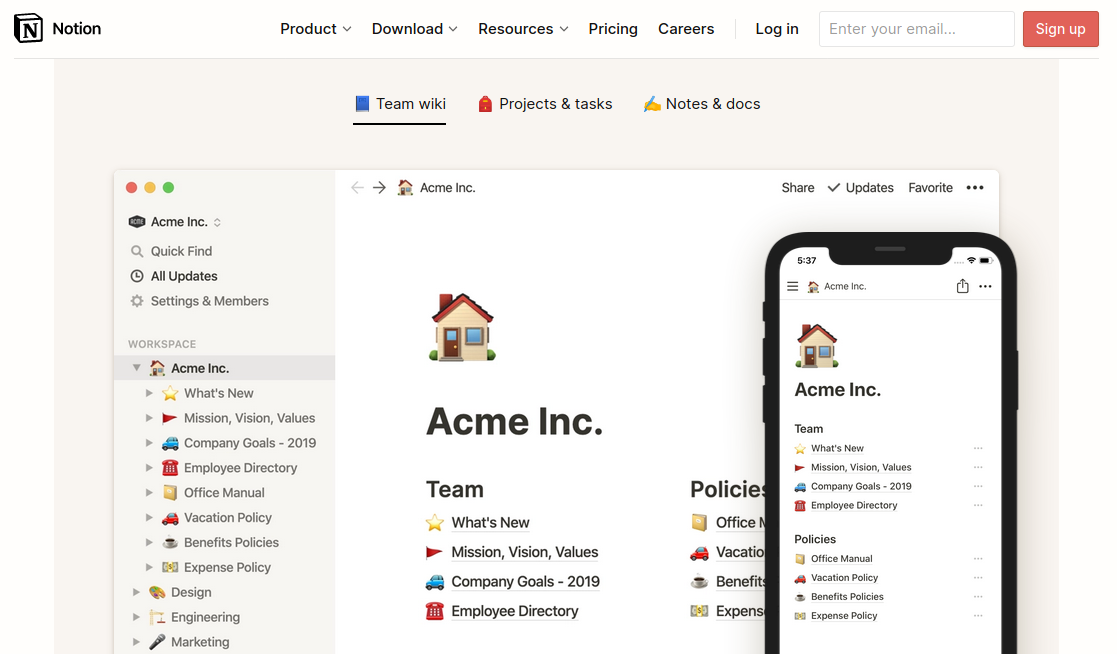 Notion
Product Download Resources Pricing Careers Log in Enter your email... Sign up
Team wiki Projects & tasks Notes & docs
Acme Inc. Share Updates Favorite
ACME Acme Inc.
Quick Find
All Updates
Settings & Members
WORKSPACE
Acme Inc.
What's New
Mission, Vision, Values
Company Goals - 2019
Employee Directory
Office Manual
Vacation Policy
Benefits Policies
Expense Policy
Design
Engineering
Marketing
Acme Inc.
Team
What's New
Mission, Vision, Values
Company Goals - 2019
Employee Directory
Policies
Office M
Vacatio
Benefits
Expens
5:37
Acme Inc.
Acme Inc.
Team
What's New
Mission, Vision, Values
Company Goals - 2019
Employee Directory
Policies
Office Manual
Vacation Policy
Benefits Policies
Expense Policy